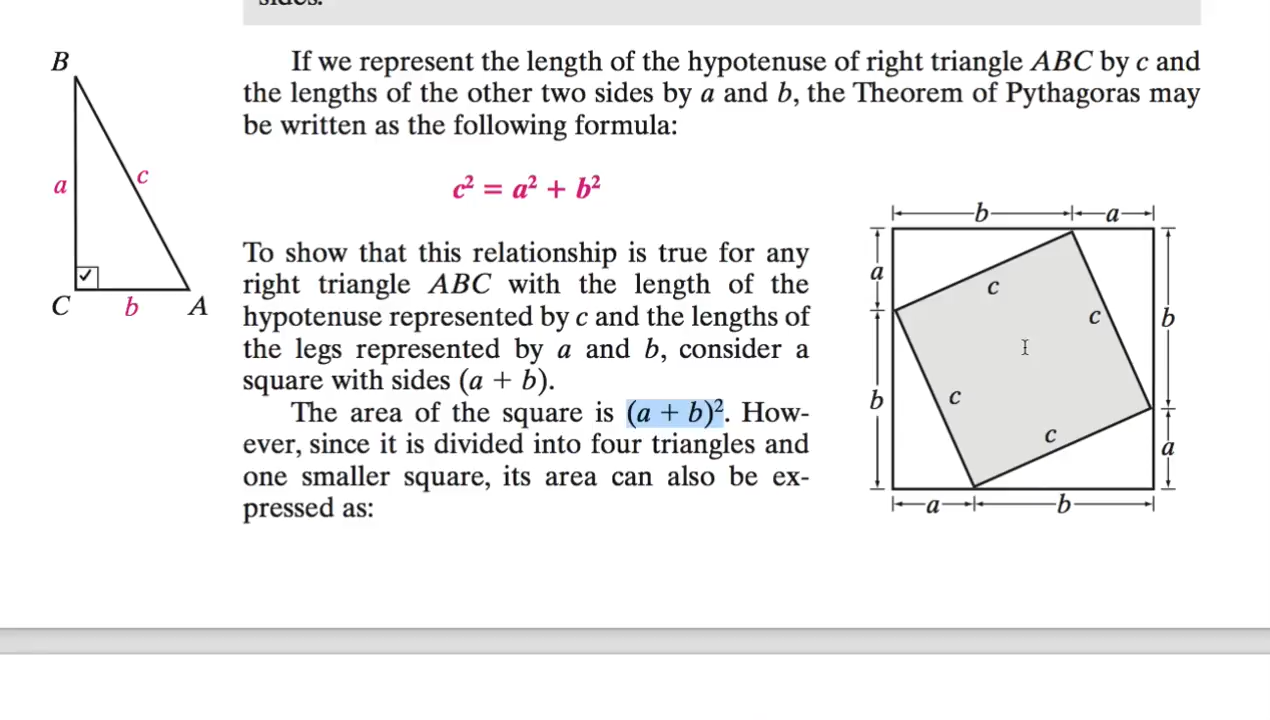 sides.
If we represent the length of the hypotenuse of right triangle ABC by c and
the lengths of the other two sides by a and b, the Theorem of Pythagoras may
be written as the following formula:
c² = a² + b²
B
a
c
C
b
A
To show that this relationship is true for any
right triangle ABC with the length of the
hypotenuse represented by c and the lengths of
the legs represented by a and b, consider a
square with sides (a + b).
The area of the square is (a + b)². How-
ever, since it is divided into four triangles and
one smaller square, its area can also be ex-
pressed as:
b a
a
c
c
b
b
c
c
a
a b